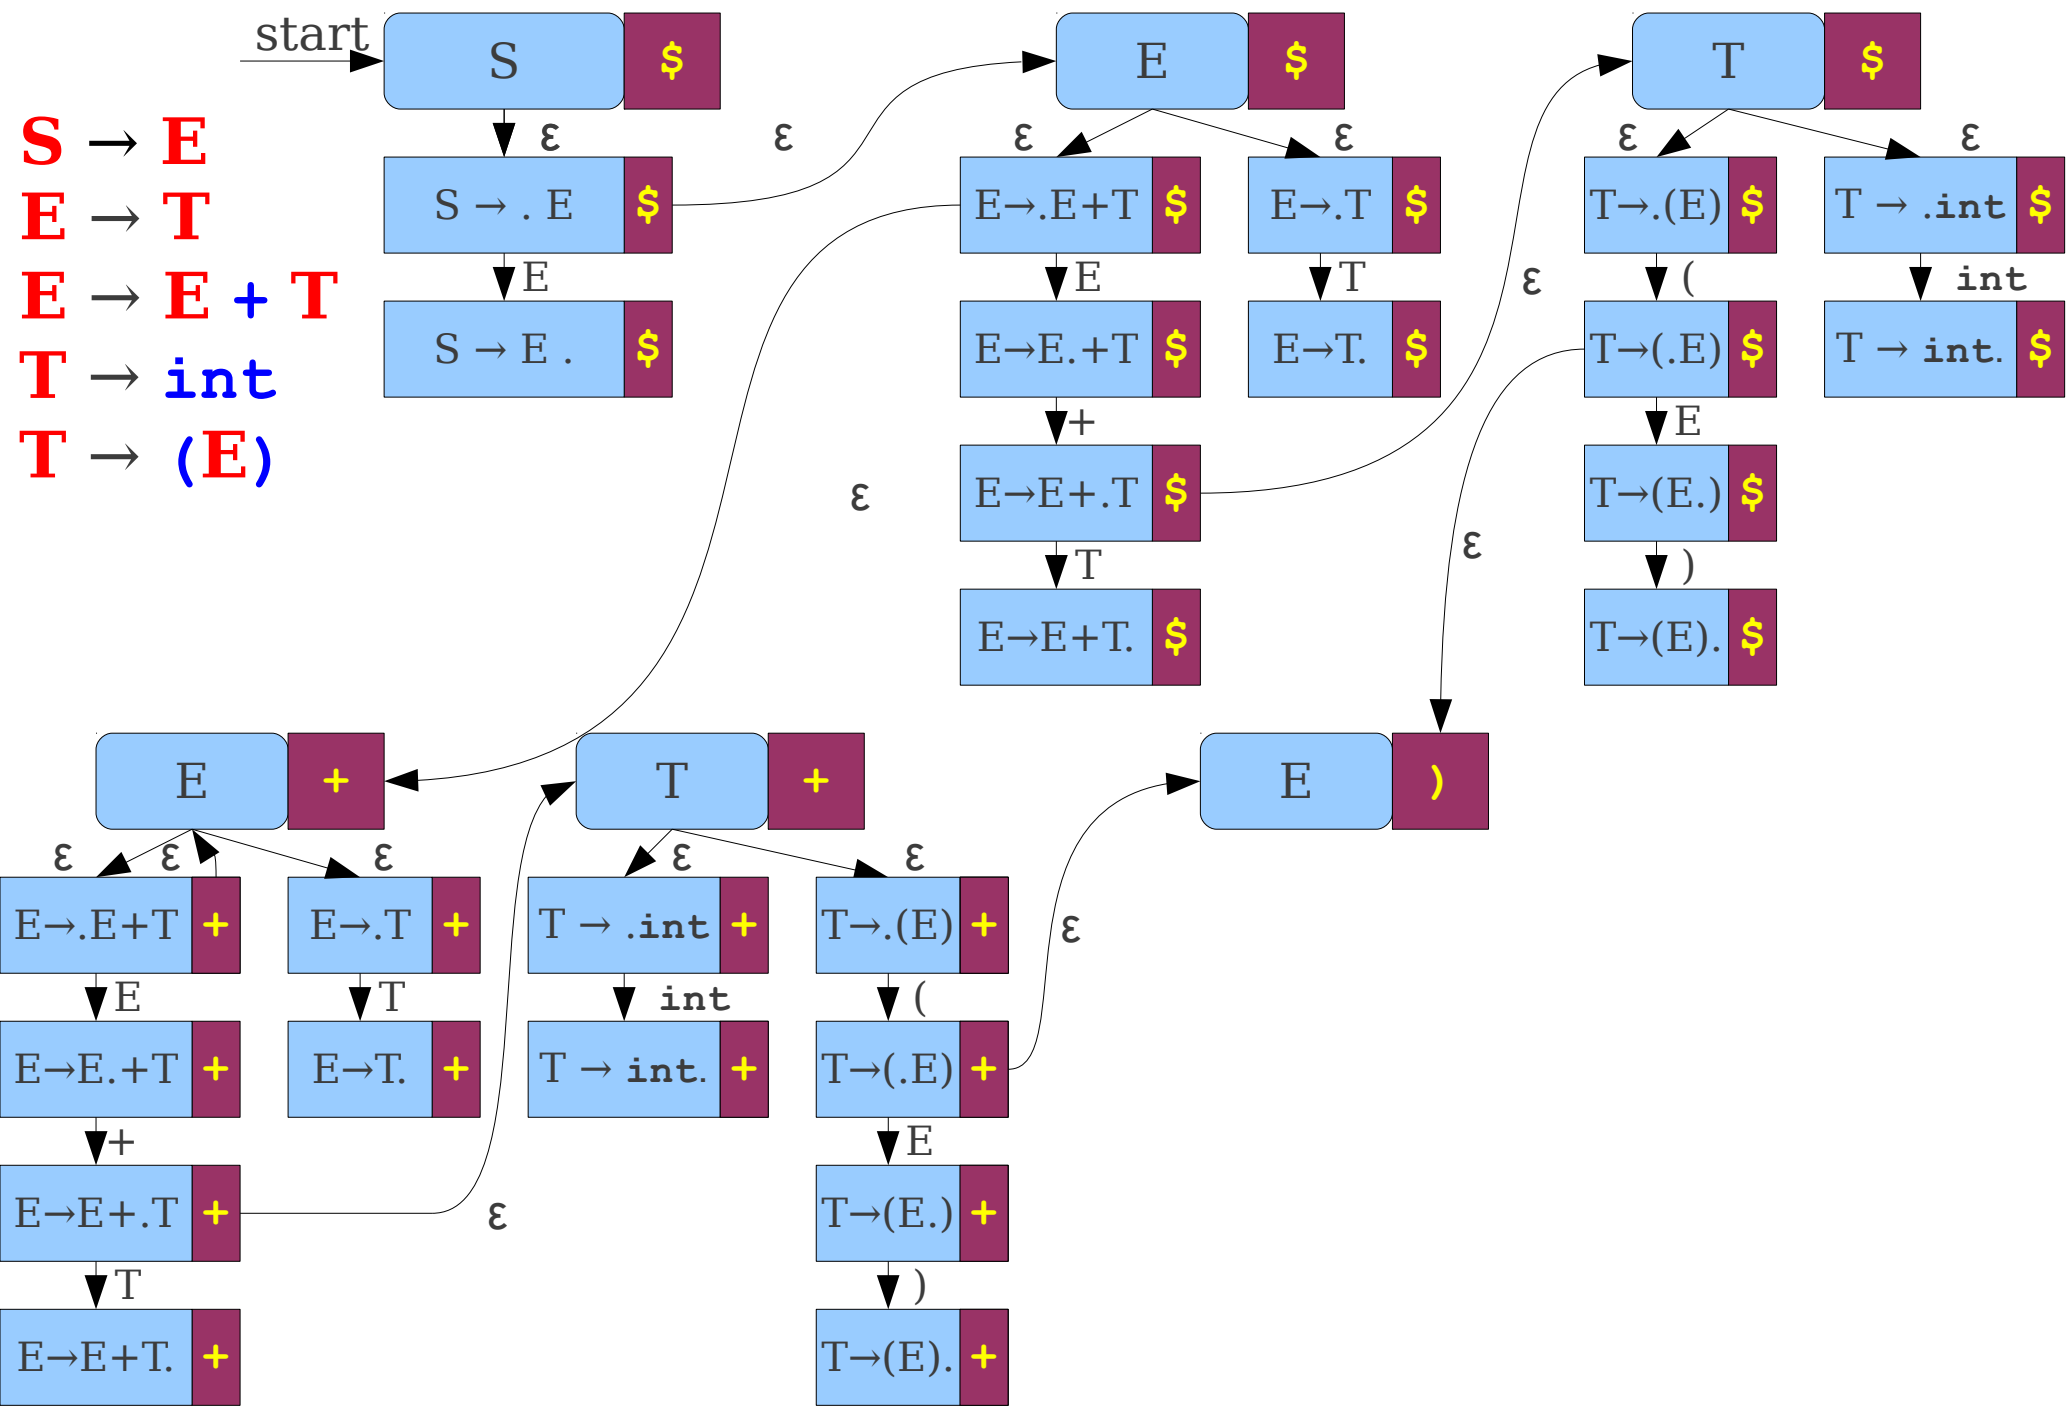 start
S $
E $
T $
S → E
E → T
E → E + T
T → int
T → (E)
ε
ε
ε
ε
ε
ε
S → . E $
E→.E+T $
E→.T $
T→.(E) $
T → .int $
E
E
T
ε
(
int
S → E . $
E→E.+T $
E→T. $
T→(.E) $
T → int. $
+
E
ε
E→E+.T $
T→(E.) $
ε
T
)
E→E+T. $
T→(E). $
E +
T +
E )
ε
ε
ε
ε
ε
E→.E+T +
E→.T +
T → .int +
T→.(E) +
ε
E
T
int
(
E→E.+T +
E→T. +
T → int. +
T→(.E) +
+
E
E→E+.T +
ε
T→(E.) +
T
)
E→E+T. +
T→(E). +